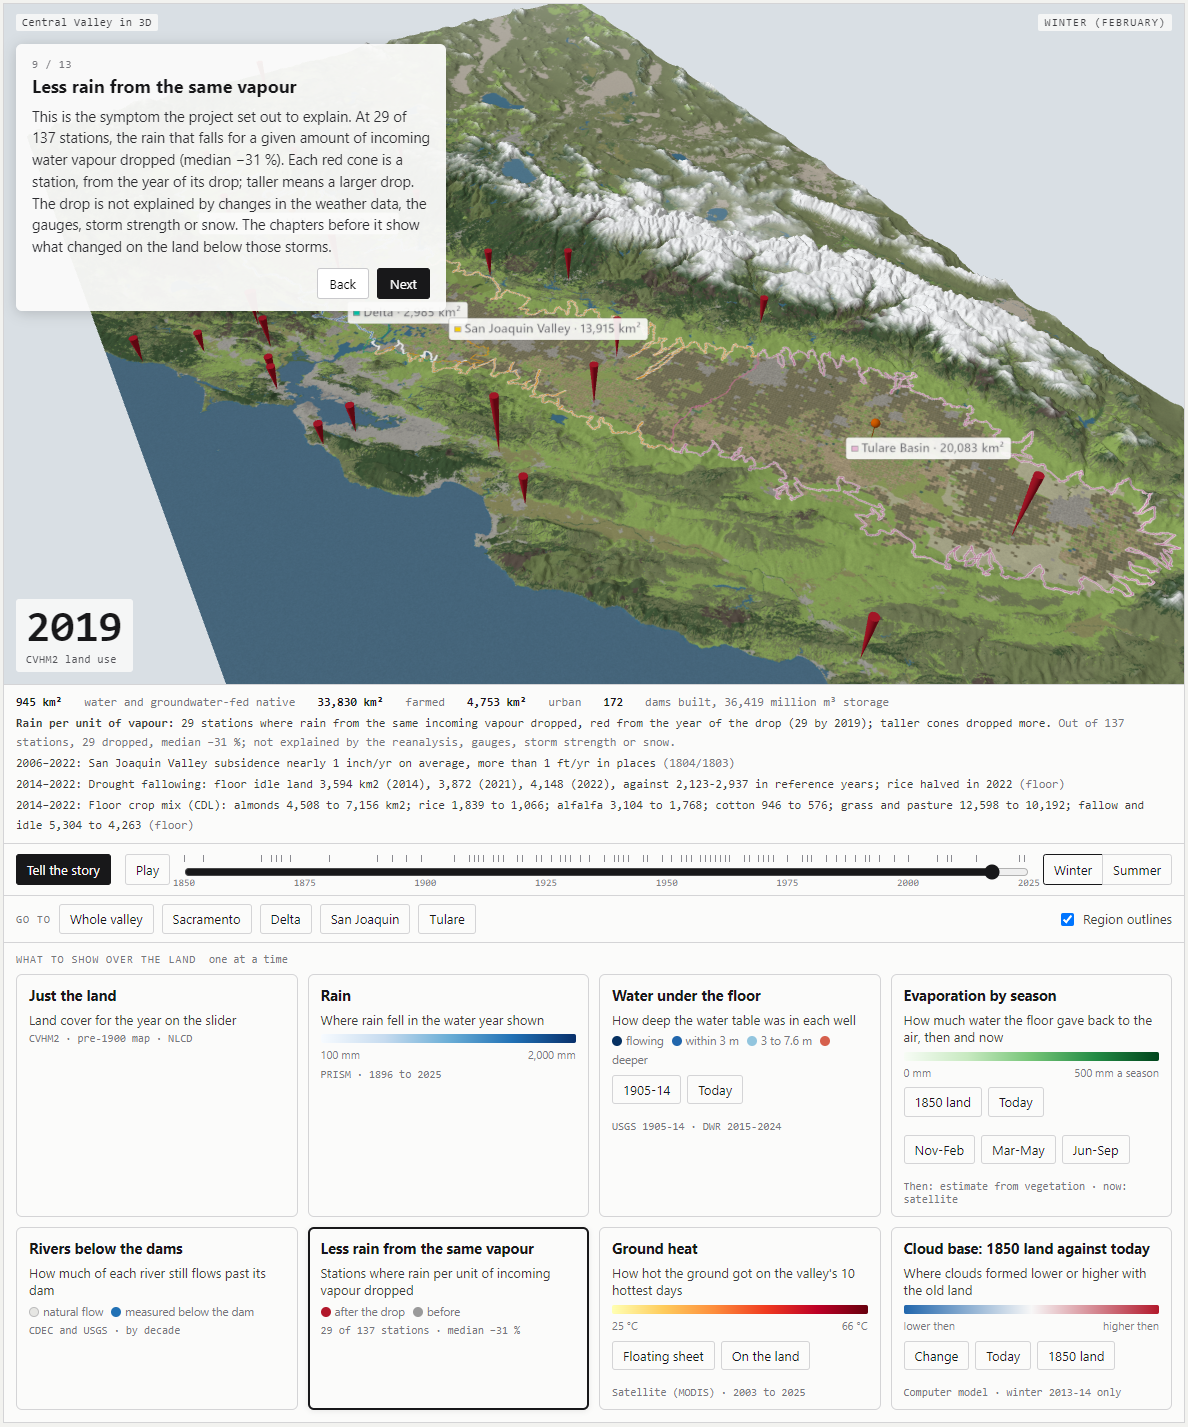 Central Valley in 3D
WINTER (FEBRUARY)
9 / 13
Less rain from the same vapour
This is the symptom the project set out to explain. At 29 of
137 stations, the rain that falls for a given amount of incoming
water vapour dropped (median −31 %). Each red cone is a
station, from the year of its drop; taller means a larger drop.
The drop is not explained by changes in the weather data, the
gauges, storm strength or snow. The chapters before it show
what changed on the land below those storms.
Back
Next
Delta · 2,985 km²
San Joaquin Valley · 13,915 km²
Tulare Basin · 20,083 km²
2019
CVHM2 land use
945 km² water and groundwater-fed native 33,830 km² farmed 4,753 km² urban 172 dams built, 36,419 million m³ storage
Rain per unit of vapour: 29 stations where rain from the same incoming vapour dropped, red from the year of the drop (29 by 2019); taller cones dropped more. Out of 137
stations, 29 dropped, median −31 %; not explained by the reanalysis, gauges, storm strength or snow.
2006–2022: San Joaquin Valley subsidence nearly 1 inch/yr on average, more than 1 ft/yr in places (1804/1803)
2014–2022: Drought fallowing: floor idle land 3,594 km2 (2014), 3,872 (2021), 4,148 (2022), against 2,123-2,937 in reference years; rice halved in 2022 (floor)
2014–2022: Floor crop mix (CDL): almonds 4,508 to 7,156 km2; rice 1,839 to 1,066; alfalfa 3,104 to 1,768; cotton 946 to 576; grass and pasture 12,598 to 10,192; fallow and
idle 5,304 to 4,263 (floor)
Tell the story
Play
1850
1875
1900
1925
1950
1975
2000
2025
Winter
Summer
GO TO
Whole valley
Sacramento
Delta
San Joaquin
Tulare
Region outlines
WHAT TO SHOW OVER THE LAND one at a time
Just the land
Land cover for the year on the slider
CVHM2 · pre-1900 map · NLCD
Rain
Where rain fell in the water year shown
100 mm
2,000 mm
PRISM · 1896 to 2025
Water under the floor
How deep the water table was in each well
flowing within 3 m 3 to 7.6 m
deeper
1905-14
Today
USGS 1905-14 · DWR 2015-2024
Evaporation by season
How much water the floor gave back to the
air, then and now
0 mm
500 mm a season
1850 land
Today
Nov-Feb
Mar-May
Jun-Sep
Then: estimate from vegetation · now:
satellite
Rivers below the dams
How much of each river still flows past its
dam
natural flow measured below the dam
CDEC and USGS · by decade
Less rain from the same vapour
Stations where rain per unit of incoming
vapour dropped
after the drop before
29 of 137 stations · median −31 %
Ground heat
How hot the ground got on the valley's 10
hottest days
25 °C
66 °C
Floating sheet
On the land
Satellite (MODIS) · 2003 to 2025
Cloud base: 1850 land against today
Where clouds formed lower or higher with
the old land
lower then
higher then
Change
Today
1850 land
Computer model · winter 2013-14 only